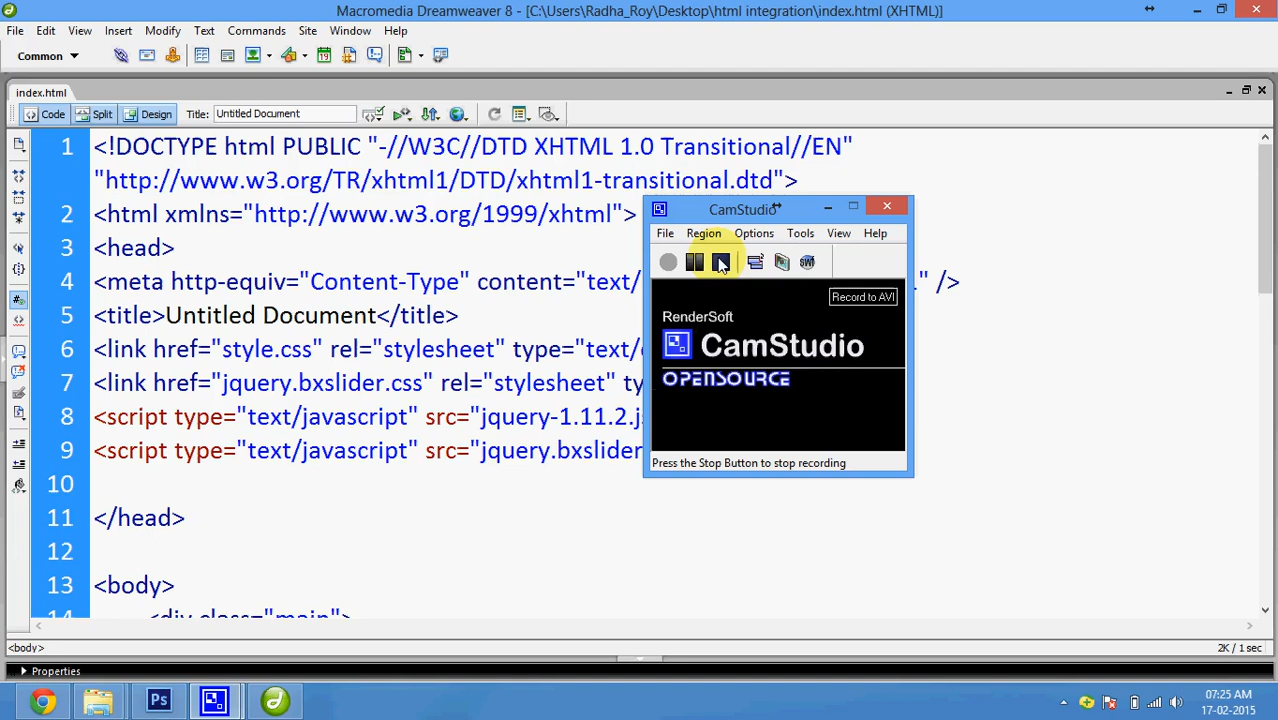 Macromedia Dreamweaver 8 - [C:\Users\Radha_Roy\Desktop\html integration\index.html (XHTML)]
File Edit View Insert Modify Text Commands Site Window Help
Common
index.html
Code Split Design Title: Untitled Document
1 <!DOCTYPE html PUBLIC "-//W3C//DTD XHTML 1.0 Transitional//EN"
"http://www.w3.org/TR/xhtml1/DTD/xhtml1-transitional.dtd">
2 <html xmlns="http://www.w3.org/1999/xhtml">
3 <head>
4 <meta http-equiv="Content-Type" content="text/ " />
5 <title>Untitled Document</title>
6 <link href="style.css" rel="stylesheet" type="text/
7 <link href="jquery.bxslider.css" rel="stylesheet"
8 <script type="text/javascript" src="jquery-1.11.2.j
9 <script type="text/javascript" src="jquery.bxslider
10
11 </head>
12
13 <body>
14 <div class="main">
CamStudio
File Region Options Tools View Help
Record to AVI
RenderSoft
CamStudio
OPENSOURCE
Press the Stop Button to stop recording
<body>
2K / 1 sec
Properties
Ps
07:25 AM
17-02-2015